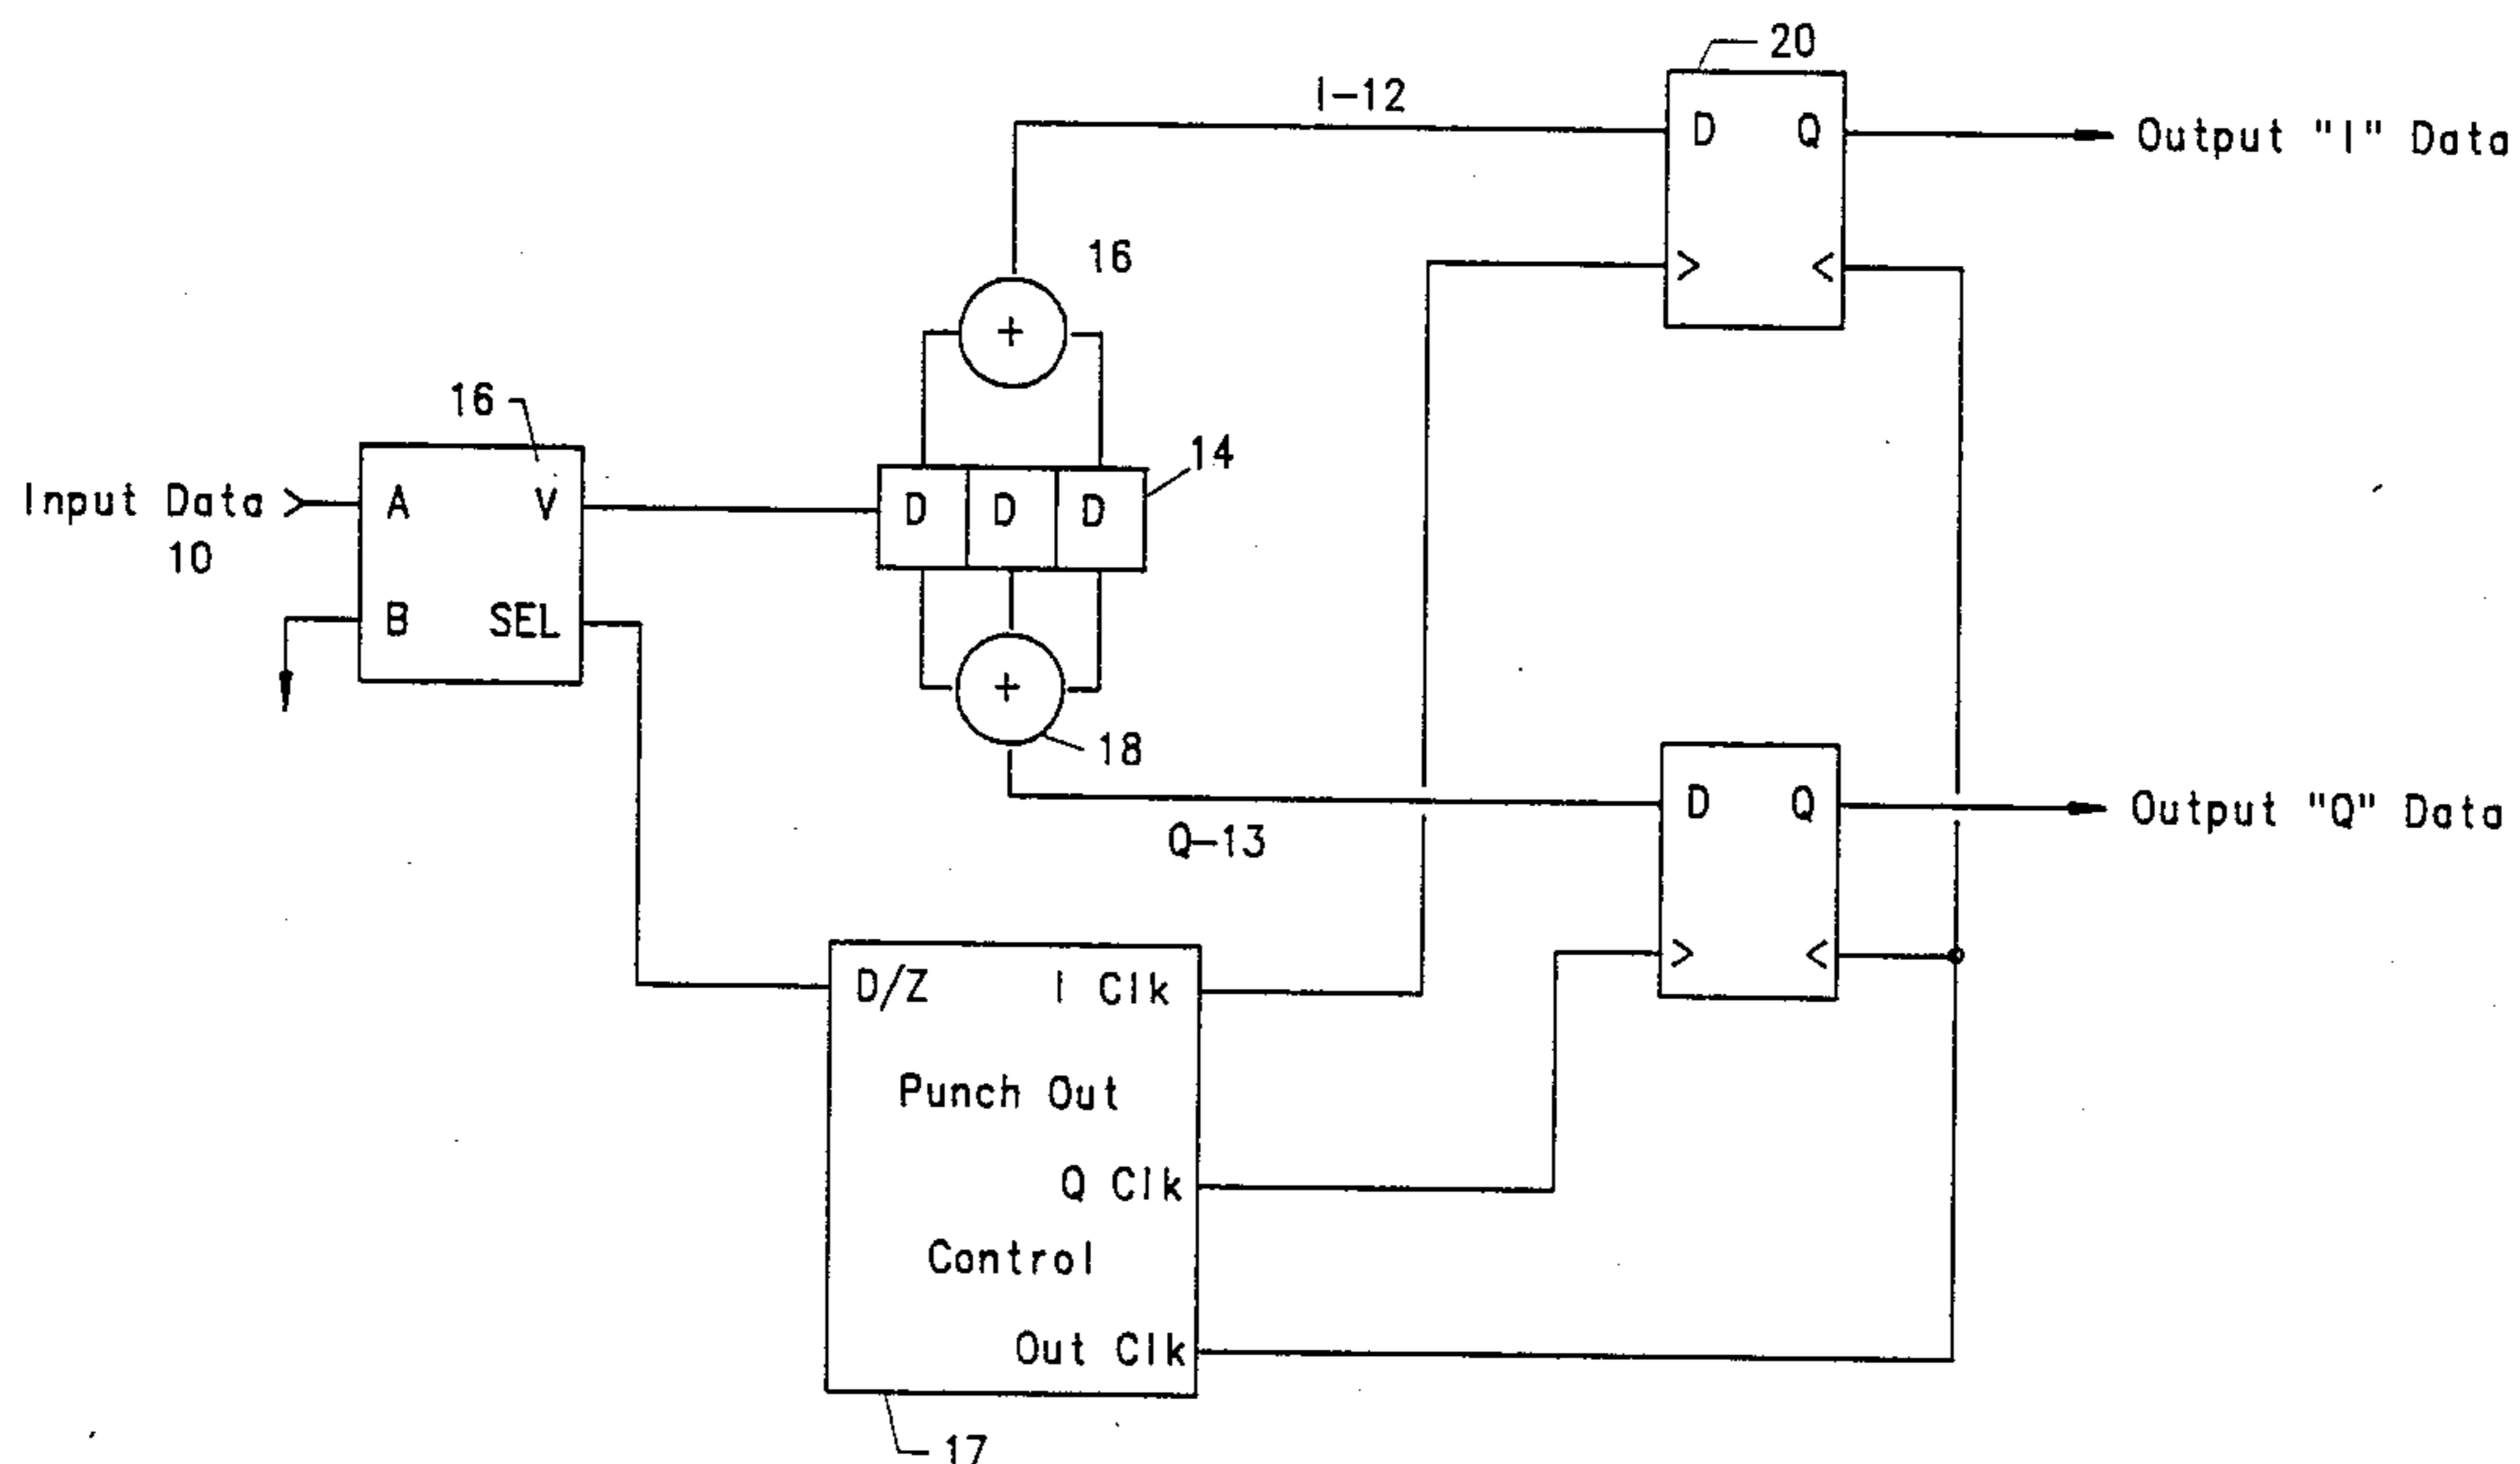 20
I-12
D Q
Output "I" Data
16
> <
16
14
Input Data
A V
D D D
10
B SEL
18
D Q
Output "Q" Data
Q-13
> <
D/Z I Clk
Punch Out
Q Clk
Control
Out Clk
17